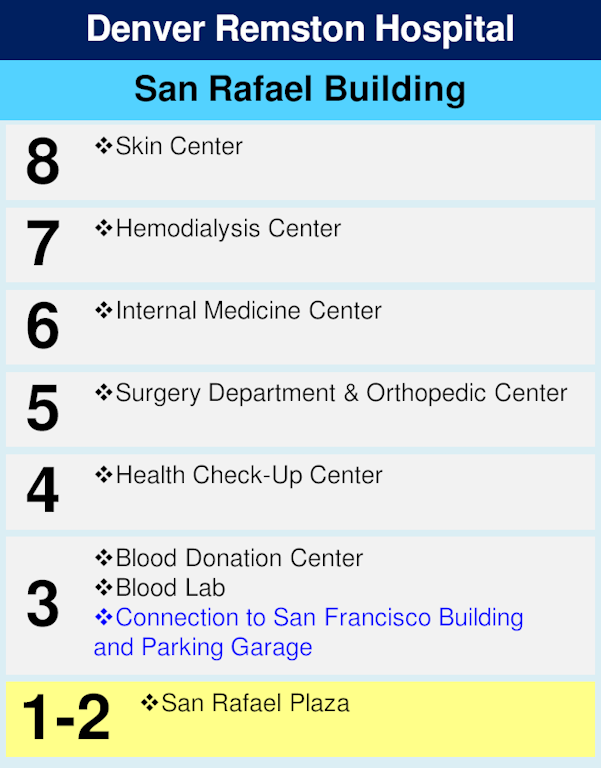 Denver Remston Hospital
San Rafael Building
8 ❖Skin Center
7 ❖Hemodialysis Center
6 ❖Internal Medicine Center
5 ❖Surgery Department & Orthopedic Center
4 ❖Health Check-Up Center
3 ❖Blood Donation Center
❖Blood Lab
❖Connection to San Francisco Building
and Parking Garage
1-2 ❖San Rafael Plaza